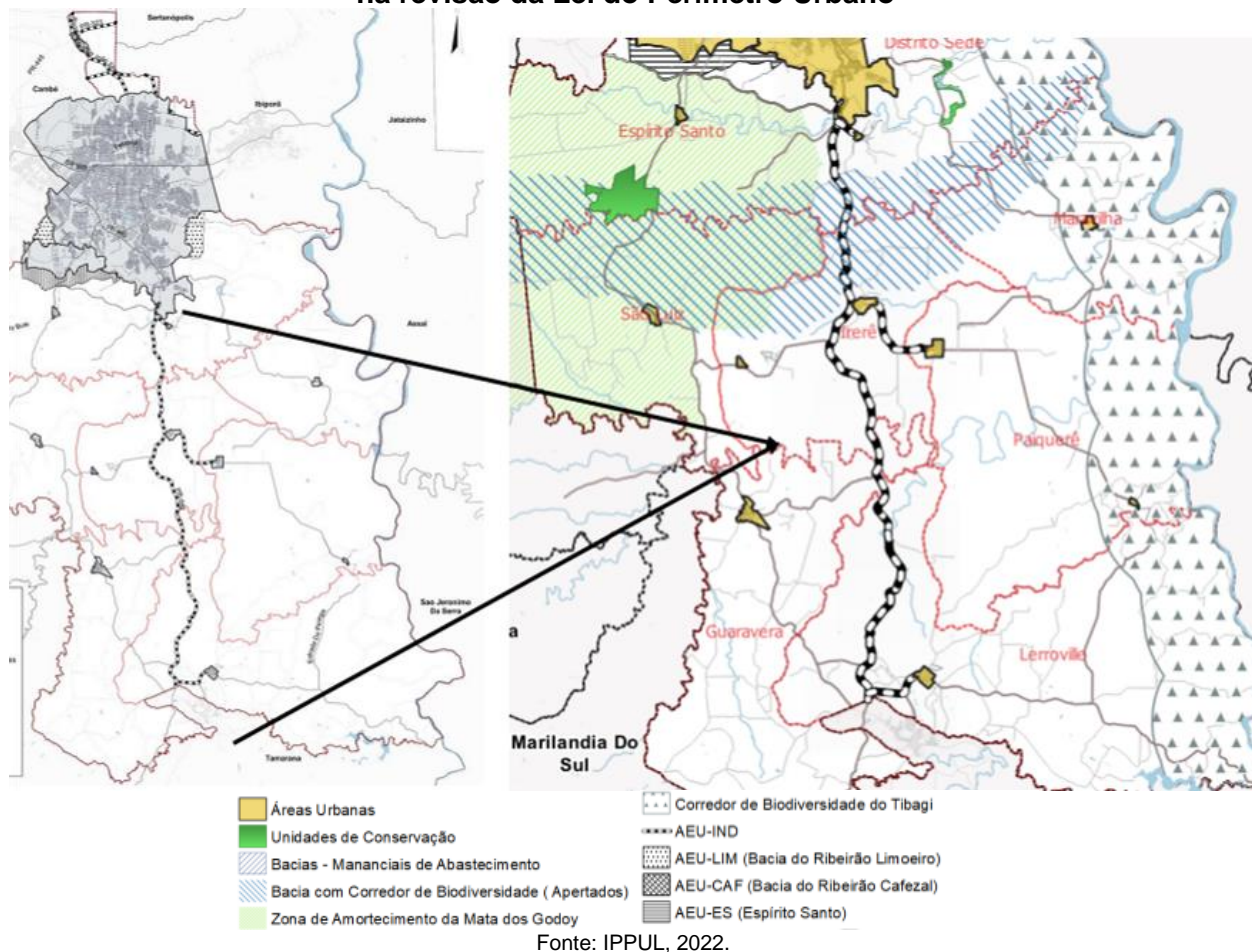 na revisão da Lei do Perímetro Urbano
Sertanópolis
Cambé
Ibiporã
Jataizinho
Assaí
Sao Jeronimo
Da Serra
Tamarana
Distrito Sede
Espírito Santo
Maravilha
São Luiz
Irerê
Paiquerê
Guaravera
Lerroville
a
Marilandia Do
Sul
Áreas Urbanas
Unidades de Conservação
Bacias - Mananciais de Abastecimento
Bacia com Corredor de Biodiversidade ( Apertados)
Zona de Amortecimento da Mata dos Godoy
Corredor de Biodiversidade do Tibagi
AEU-IND
AEU-LIM (Bacia do Ribeirão Limoeiro)
AEU-CAF (Bacia do Ribeirão Cafezal)
AEU-ES (Espírito Santo)
Fonte: IPPUL, 2022.